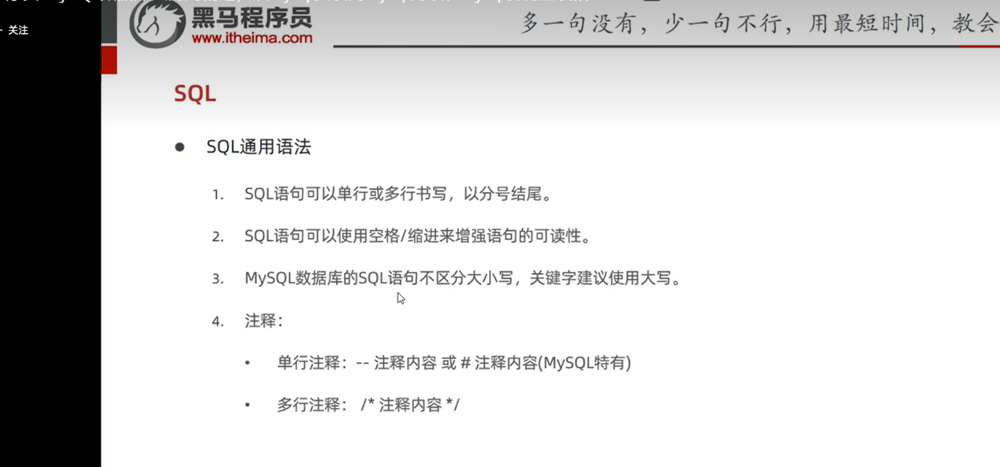 · 关注
黑马程序员
www.itheima.com
多一句没有，少一句不行，用最短时间，教会
SQL
● SQL通用语法
1. SQL语句可以单行或多行书写，以分号结尾。
2. SQL语句可以使用空格/缩进来增强语句的可读性。
3. MySQL数据库的SQL语句不区分大小写，关键字建议使用大写。
4. 注释：
• 单行注释：-- 注释内容 或 # 注释内容(MySQL特有)
• 多行注释： /* 注释内容 */